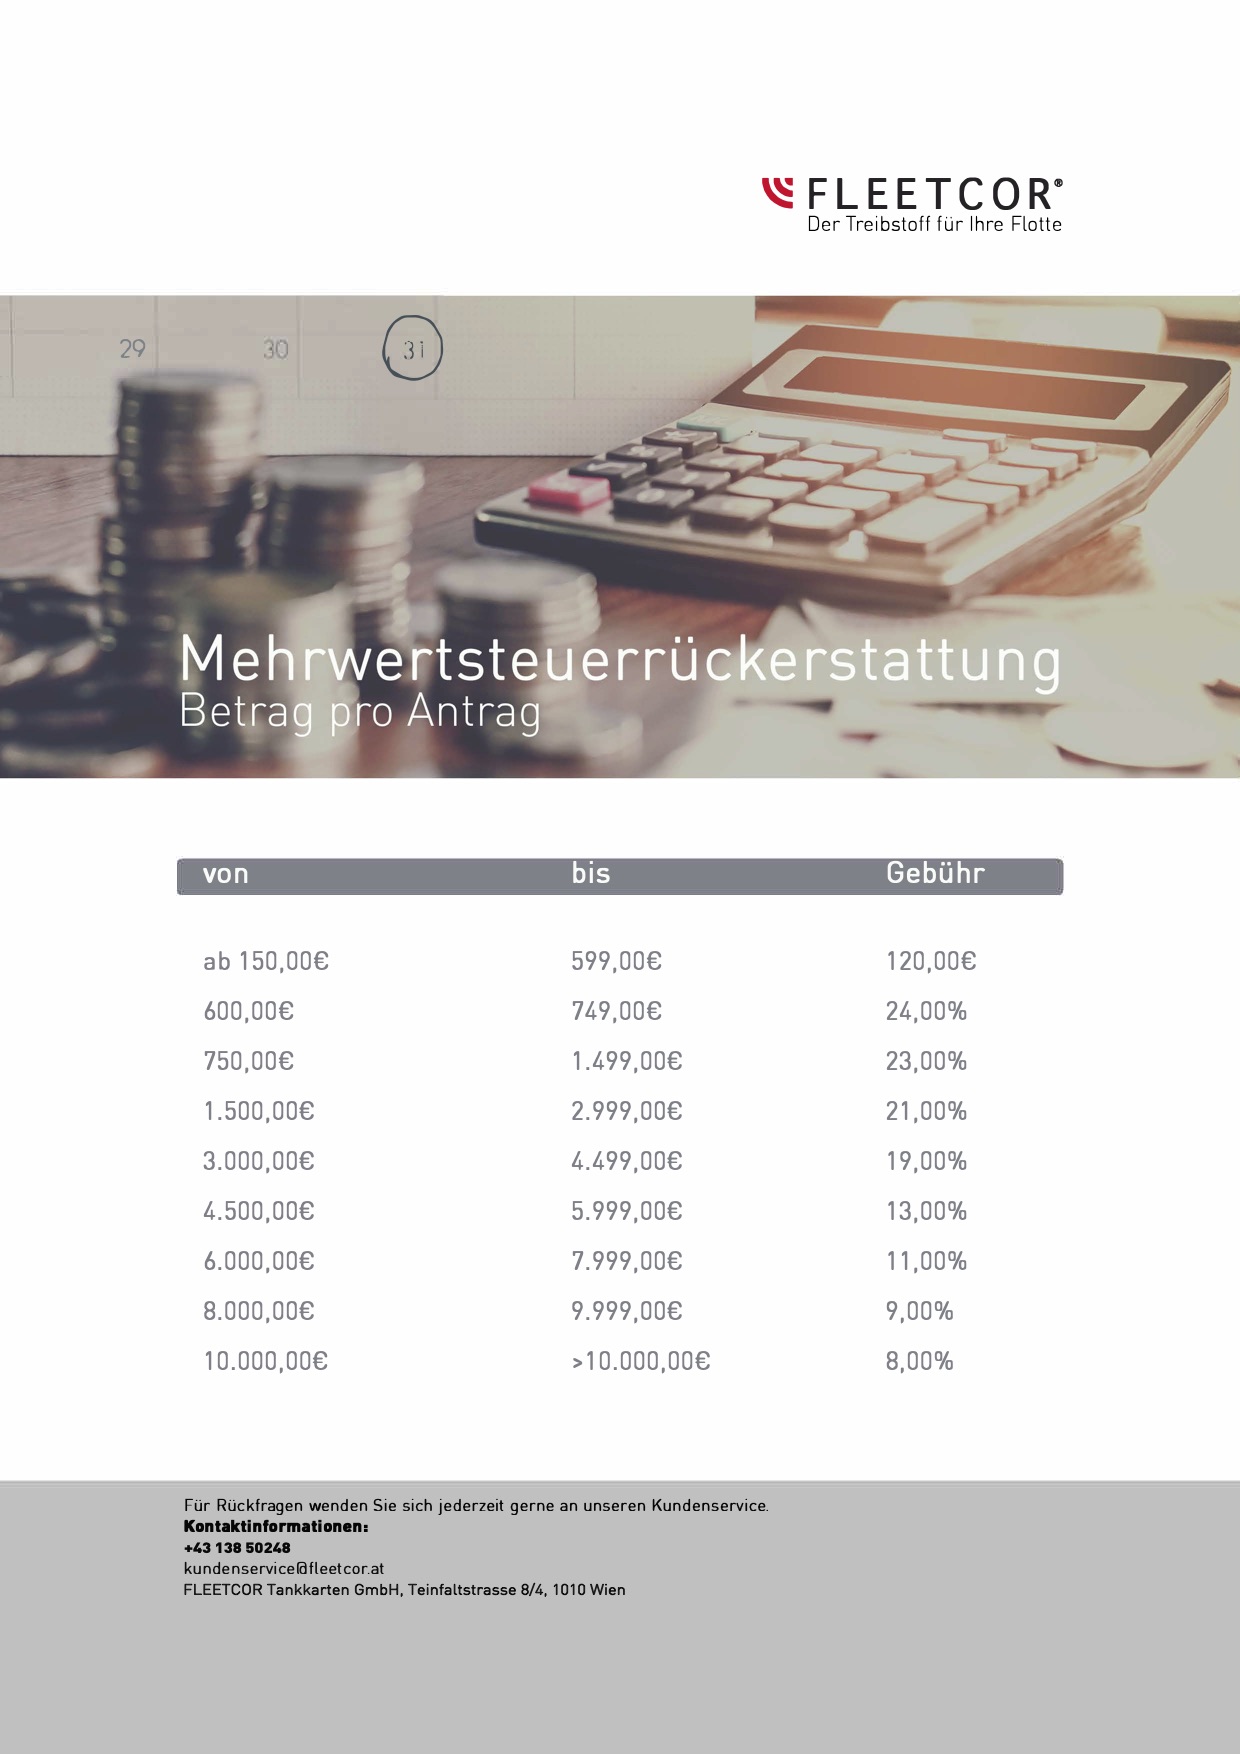 FLEETCOR®
Der Treibstoff für Ihre Flotte
29 30 31
Mehrwertsteuerrückerstattung
Betrag pro Antrag
von bis Gebühr
ab 150,00€ 599,00€ 120,00€
600,00€ 749,00€ 24,00%
750,00€ 1.499,00€ 23,00%
1.500,00€ 2.999,00€ 21,00%
3.000,00€ 4.499,00€ 19,00%
4.500,00€ 5.999,00€ 13,00%
6.000,00€ 7.999,00€ 11,00%
8.000,00€ 9.999,00€ 9,00%
10.000,00€ >10.000,00€ 8,00%
Für Rückfragen wenden Sie sich jederzeit gerne an unseren Kundenservice.
Kontaktinformationen:
+43 138 50248
kundenservice@fleetcor.at
FLEETCOR Tankkarten GmbH, Teinfaltstrasse 8/4, 1010 Wien